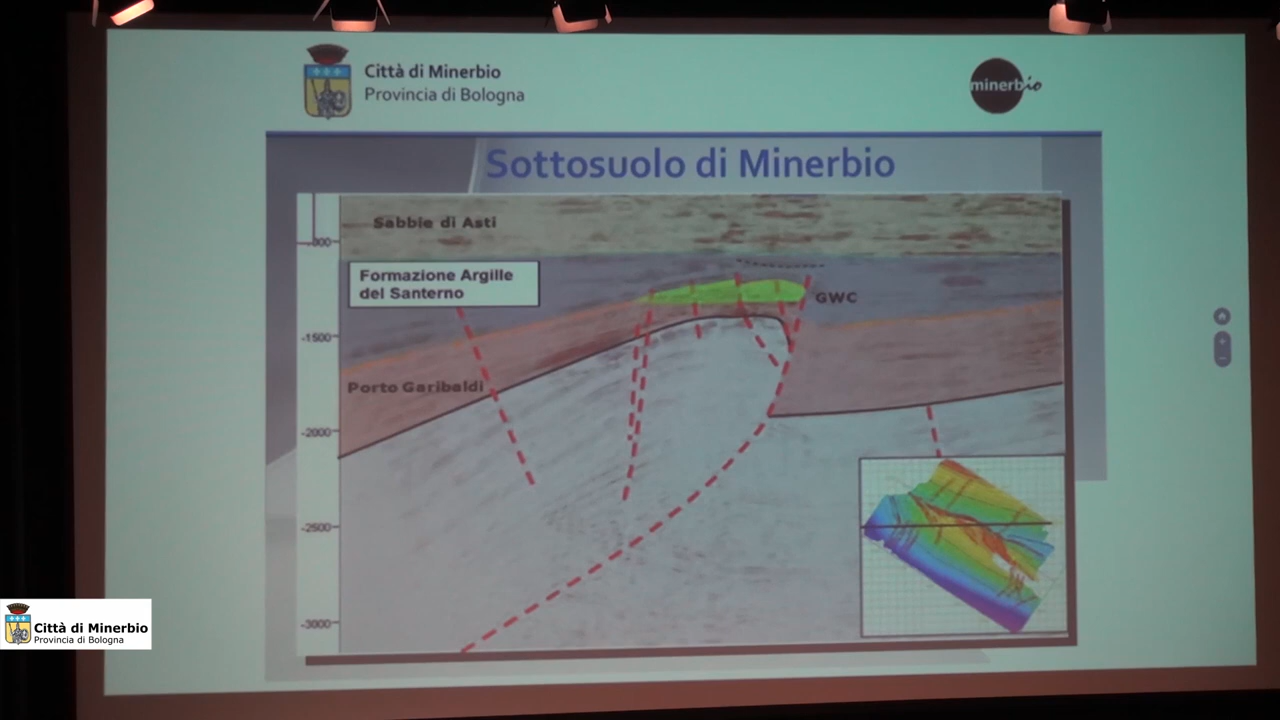 Città di Minerbio
Provincia di Bologna
minerbio
Sottosuolo di Minerbio
Sabbie di Asti
Formazione Argille
del Santerno
GWC
-1500
Porto Garibaldi
-2000
-2500
-3000
Città di Minerbio
Provincia di Bologna